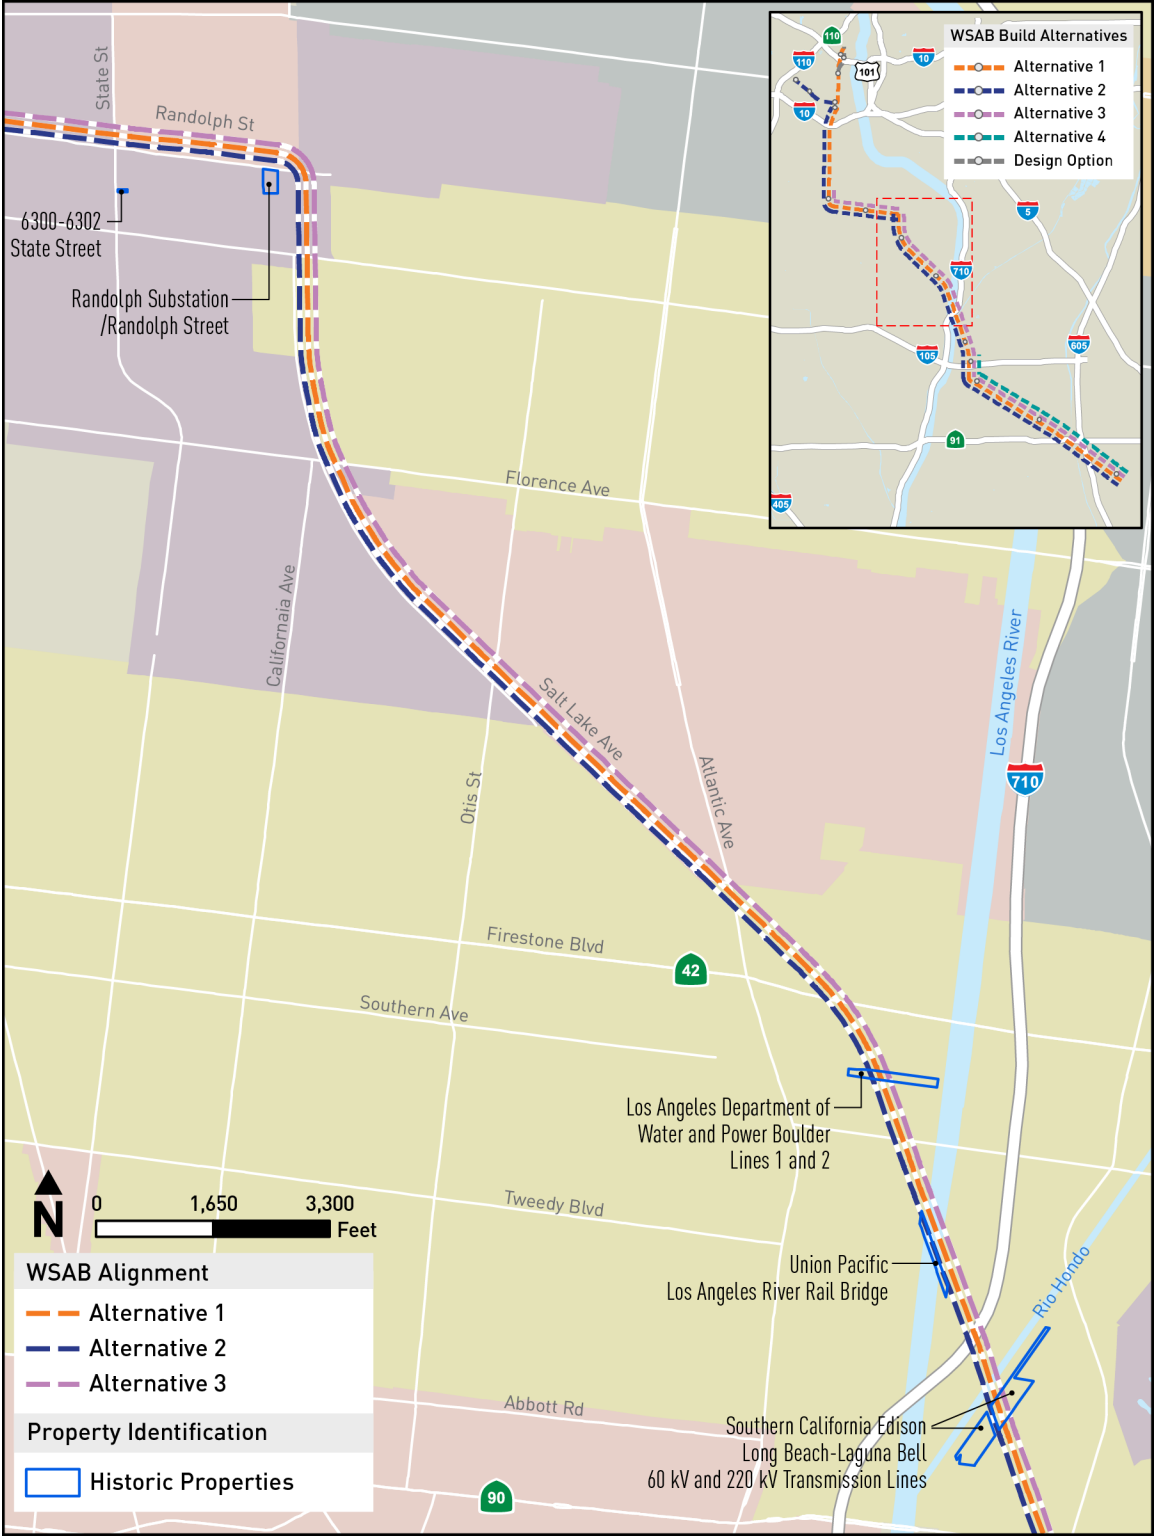 State St
Randolph St
6300-6302
State Street
Randolph Substation
/Randolph Street
WSAB Build Alternatives
Alternative 1
Alternative 2
Alternative 3
Alternative 4
Design Option
110
110
101
10
10
5
710
105
605
91
405
Florence Ave
Californaia Ave
Salt Lake Ave
Otis St
Atlantic Ave
Los Angeles River
710
Firestone Blvd
42
Southern Ave
Los Angeles Department of
Water and Power Boulder
Lines 1 and 2
Tweedy Blvd
Union Pacific
Los Angeles River Rail Bridge
Rio Hondo
Abbott Rd
Southern California Edison
Long Beach-Laguna Bell
60 kV and 220 kV Transmission Lines
90
N
0 1,650 3,300
Feet
WSAB Alignment
Alternative 1
Alternative 2
Alternative 3
Property Identification
Historic Properties